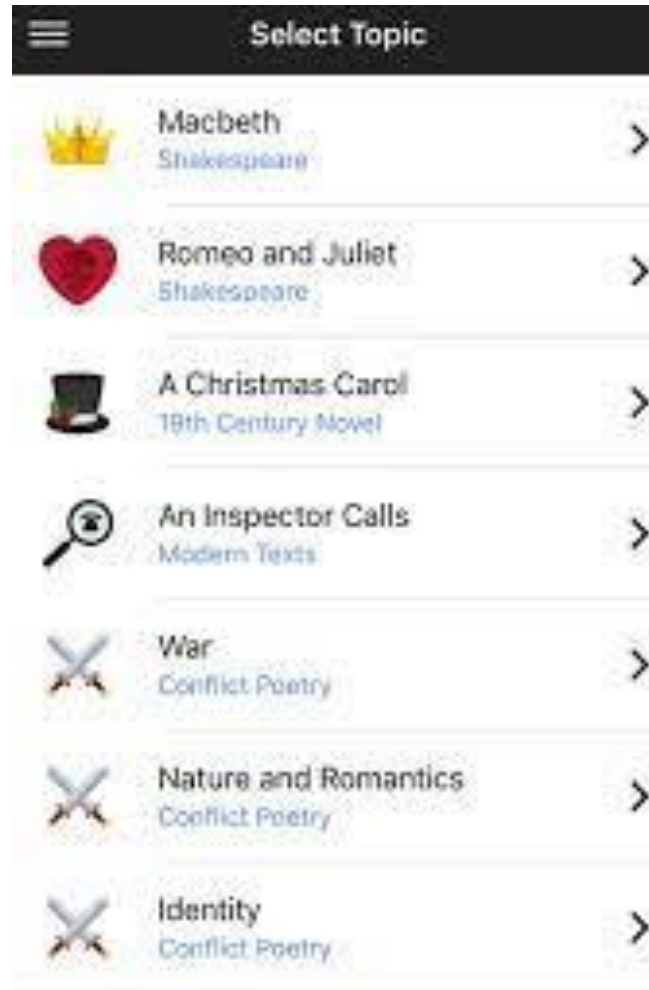 Select Topic
Macbeth
Shakespeare
Romeo and Juliet
Shakespeare
A Christmas Carol
19th Century Novel
An Inspector Calls
Modern Texts
War
Conflict Poetry
Nature and Romantics
Conflict Poetry
Identity
Conflict Poetry